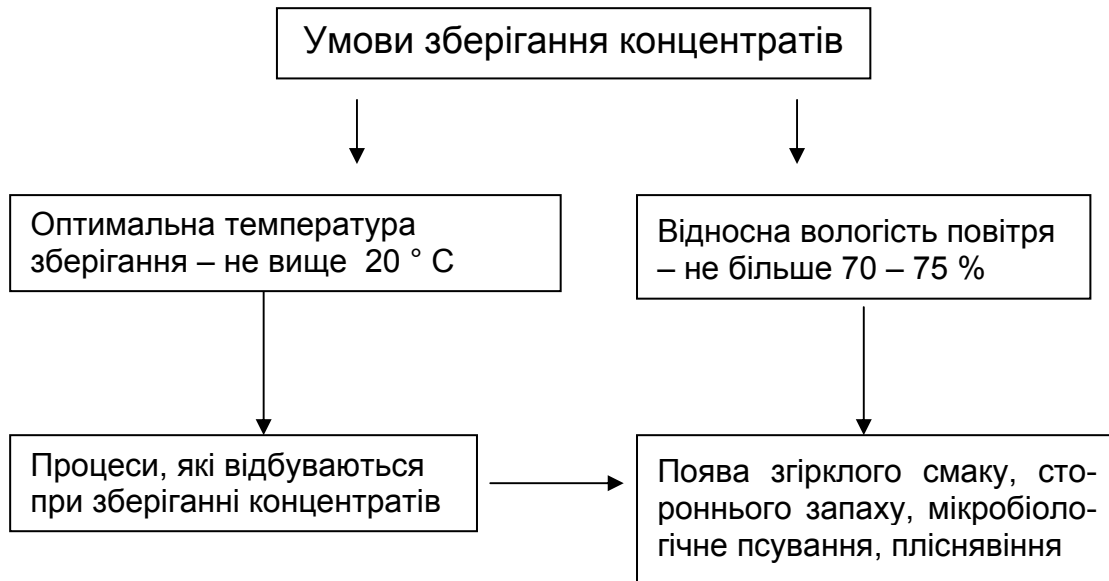 Умови зберігання концентратів
Оптимальна температура
зберігання – не вище 20 ° С
Відносна вологість повітря
– не більше 70 – 75 %
Процеси, які відбуваються
при зберіганні концентратів
Поява згірклого смаку, сто-
роннього запаху, мікробіоло-
гічне псування, пліснявіння